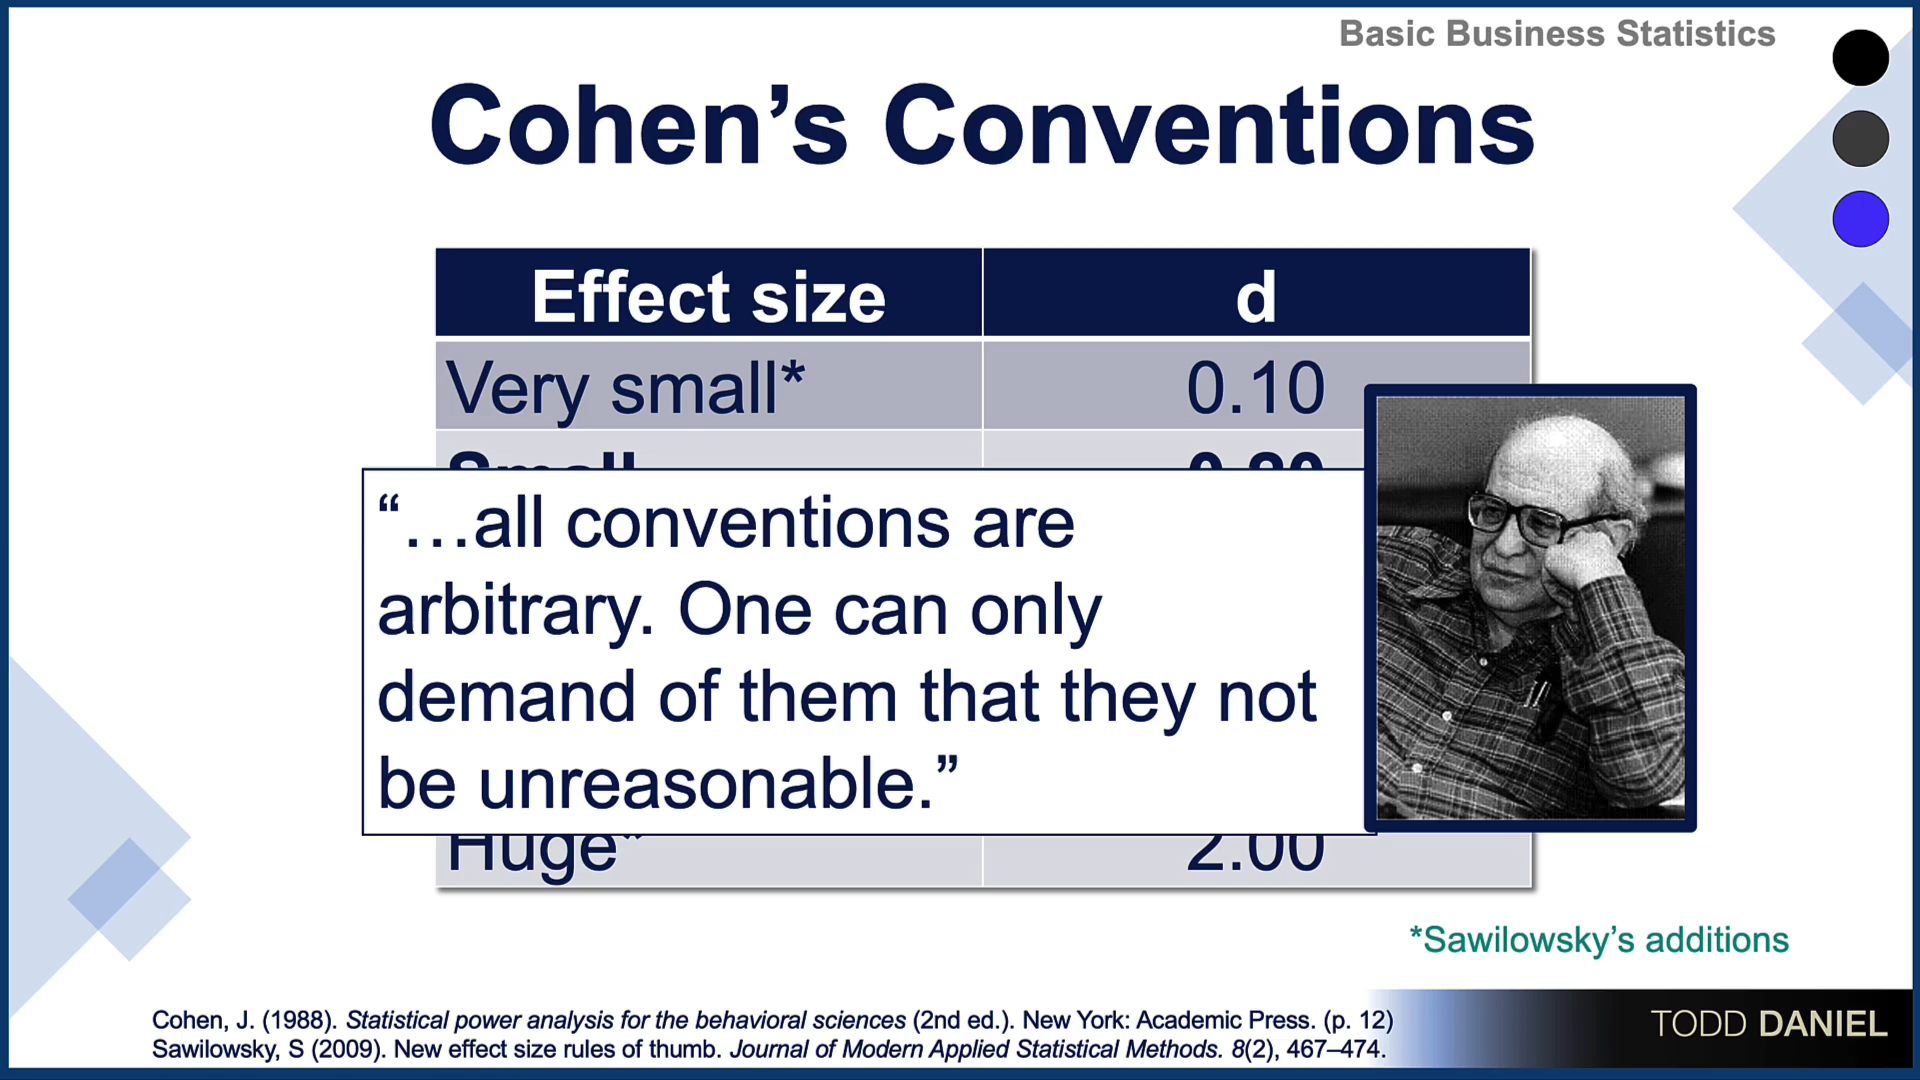 Basic Business Statistics
Cohen’s Conventions
Effect size d
Very small* 0.10
Small 0.20
“…all conventions are
arbitrary. One can only
demand of them that they not
be unreasonable.”
Huge* 2.00
*Sawilowsky’s additions
Cohen, J. (1988). Statistical power analysis for the behavioral sciences (2nd ed.). New York: Academic Press. (p. 12)
Sawilowsky, S (2009). New effect size rules of thumb. Journal of Modern Applied Statistical Methods. 8(2), 467–474.
TODD DANIEL